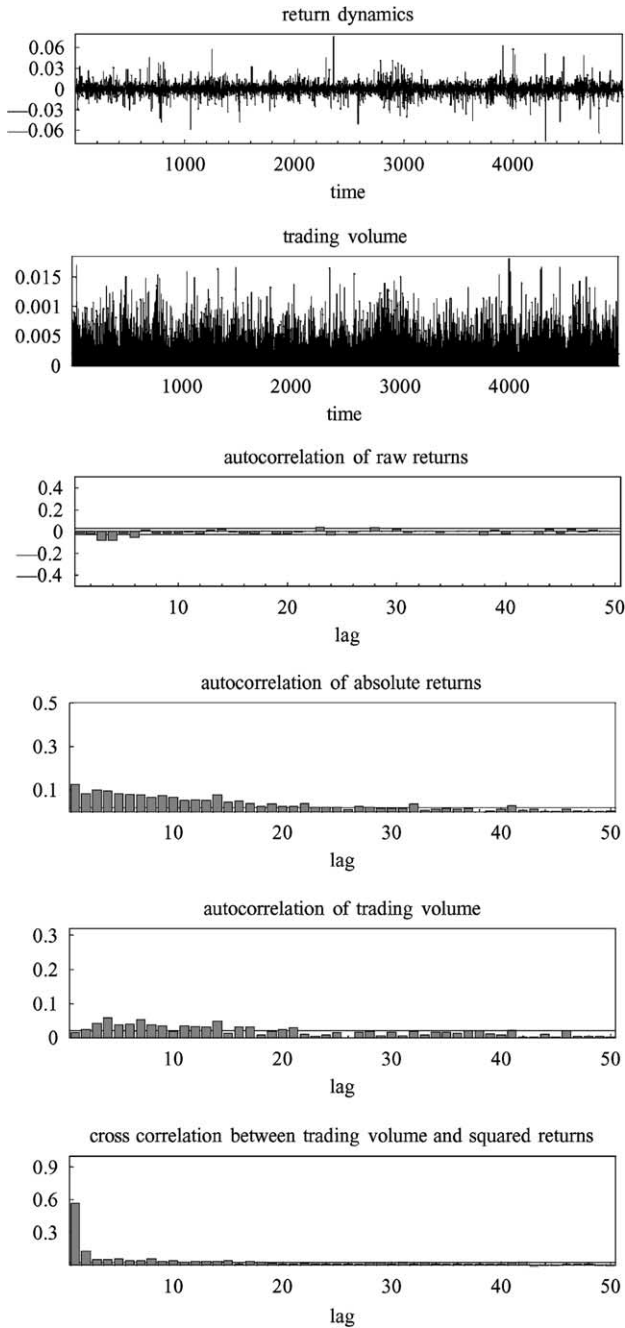 return dynamics
0.06
0.03
0
—0.03
—0.06
1000 2000 3000 4000
time
trading volume
0.015
0.001
0.005
0
1000 2000 3000 4000
time
autocorrelation of raw returns
0.4
0.2
0
—0.2
—0.4
10 20 30 40 50
lag
autocorrelation of absolute returns
0.5
0.3
0.1
10 20 30 40 50
lag
autocorrelation of trading volume
0.3
0.2
0.1
0
10 20 30 40 50
lag
cross correlation between trading volume and squared returns
0.9
0.6
0.3
10 20 30 40 50
lag